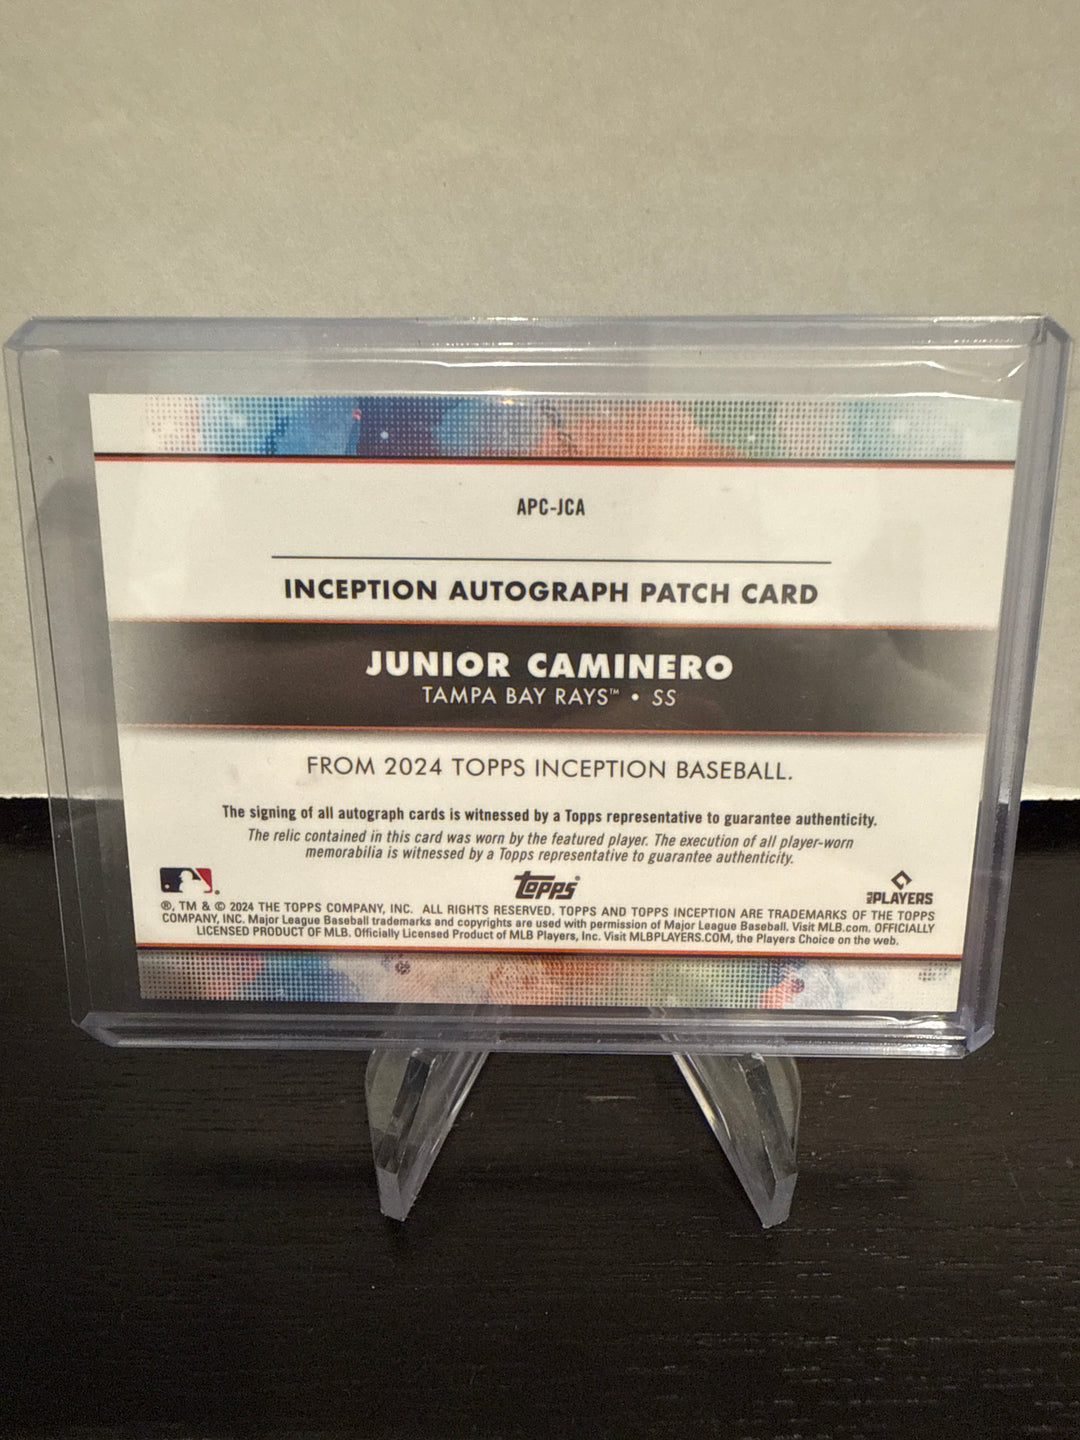 APC-JCA
INCEPTION AUTOGRAPH PATCH CARD
JUNIOR CAMINERO
TAMPA BAY RAYS™ • SS
FROM 2024 TOPPS INCEPTION BASEBALL.
The signing of all autograph cards is witnessed by a Topps representative to guarantee authenticity.
The relic contained in this card was worn by the featured player. The execution of all player-worn
memorabilia is witnessed by a Topps representative to guarantee authenticity.
Topps®
MLB PLAYERS
®, TM & © 2024 THE TOPPS COMPANY, INC. ALL RIGHTS RESERVED. TOPPS AND TOPPS INCEPTION ARE TRADEMARKS OF THE TOPPS
COMPANY, INC. Major League Baseball trademarks and copyrights are used with permission of Major League Baseball. Visit MLB.com. OFFICIALLY
LICENSED PRODUCT OF MLB. Officially Licensed Product of MLB Players, Inc. Visit MLBPLAYERS.COM, the Players Choice on the web.